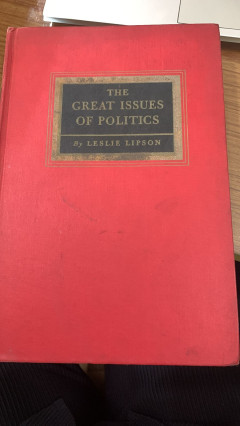 THE
GREAT ISSUES
OF POLITICS
By LESLIE LIPSON